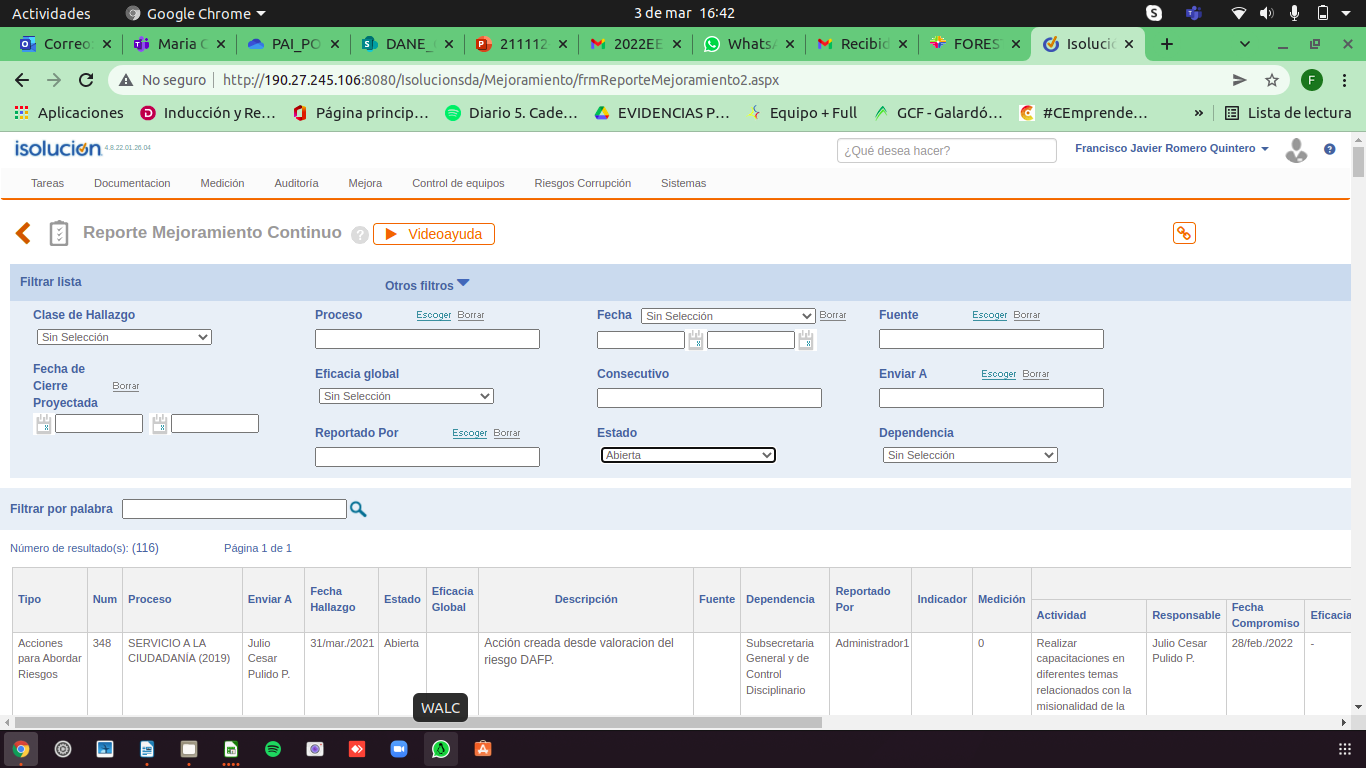 Actividades Google Chrome 3 de mar 16:42
Correo: Maria C PAI_PO DANE_ 211112 2022EE WhatsA Recibid FORES Isolució
No seguro http://190.27.245.106:8080/Isolucionsda/Mejoramiento/frmReporteMejoramiento2.aspx F
Aplicaciones Inducción y Re… Página princip… Diario 5. Cade… EVIDENCIAS P… Equipo + Full GCF - Galardó… #CEmprende… » Lista de lectura
isolución 4.8.22.01.26.04 ¿Qué desea hacer? Francisco Javier Romero Quintero ?
Tareas Documentacion Medición Auditoría Mejora Control de equipos Riesgos Corrupción Sistemas
Reporte Mejoramiento Continuo ? Videoayuda
Filtrar lista Otros filtros
Clase de Hallazgo Proceso Escoger Borrar Fecha Sin Selección Borrar Fuente Escoger Borrar
Sin Selección
Fecha de Cierre Proyectada Borrar Eficacia global Consecutivo Enviar A Escoger Borrar
Sin Selección
Reportado Por Escoger Borrar Estado Dependencia
Abierta Sin Selección
Filtrar por palabra
Número de resultado(s): (116) Página 1 de 1
Tipo Num Proceso Enviar A Fecha Hallazgo Estado Eficacia Global Descripción Fuente Dependencia Reportado Por Indicador Medición
Actividad Responsable Fecha Compromiso Eficacia
Acciones 348 SERVICIO A LA Julio 31/mar./2021 Abierta Acción creada desde valoracion del Subsecretaria Administrador1 0 Realizar Julio Cesar 28/feb./2022 -
para Abordar CIUDADANÍA (2019) Cesar riesgo DAFP. General y de capacitaciones en Pulido P.
Riesgos Pulido P. Control diferentes temas
Disciplinario relacionados con la
misionalidad de la
WALC